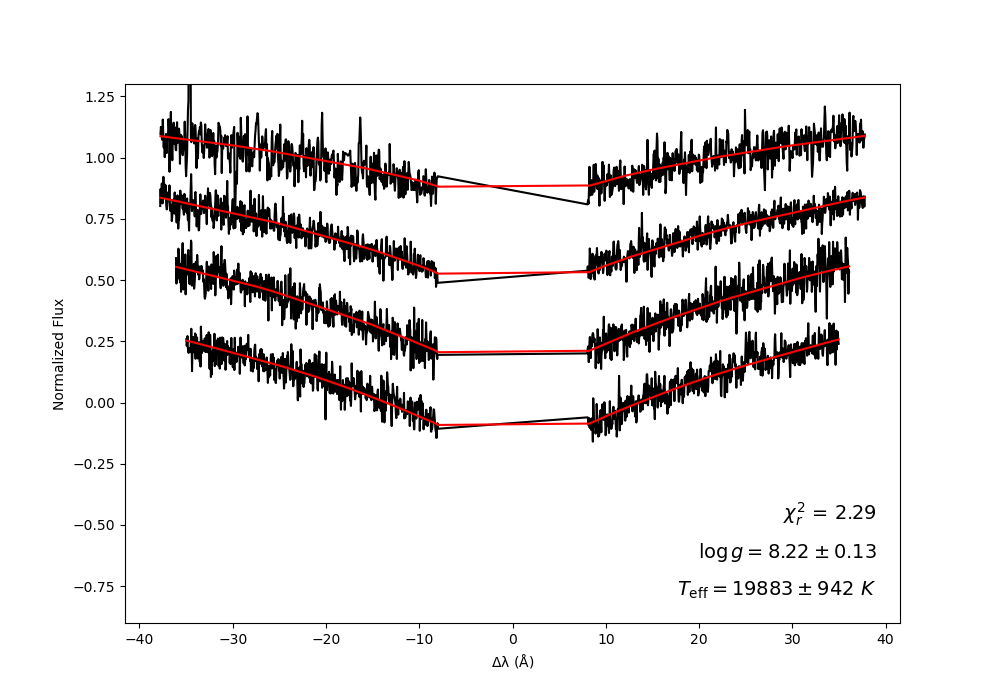 1.25
1.00
0.75
0.50
0.25
0.00
−0.25
−0.50
−0.75
Normalized Flux
χ²ᵣ = 2.29
log g = 8.22 ± 0.13
T_eff = 19883 ± 942 K
−40 −30 −20 −10 0 10 20 30 40
Δλ (Å)